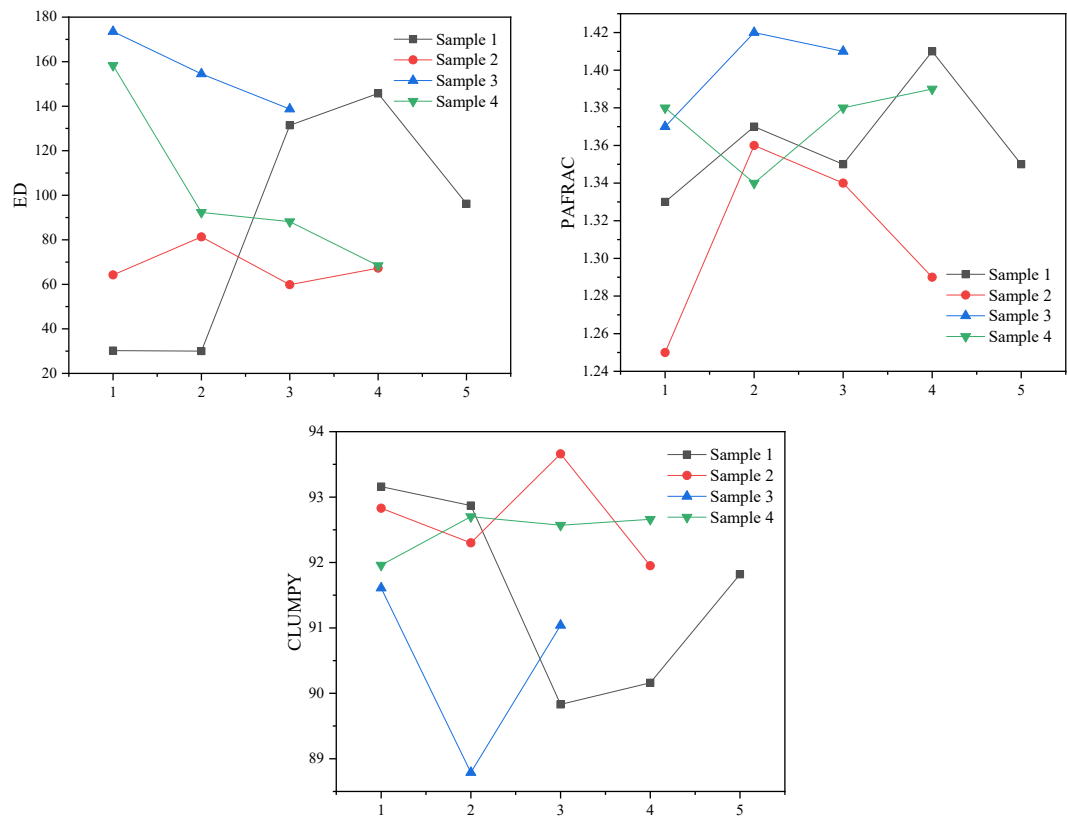 180
160
140
120
100
80
60
40
20
ED
1 2 3 4 5
Sample 1
Sample 2
Sample 3
Sample 4
1.42
1.40
1.38
1.36
1.34
1.32
1.30
1.28
1.26
1.24
PAFRAC
1 2 3 4 5
Sample 1
Sample 2
Sample 3
Sample 4
94
93
92
91
90
89
CLUMPY
1 2 3 4 5
Sample 1
Sample 2
Sample 3
Sample 4